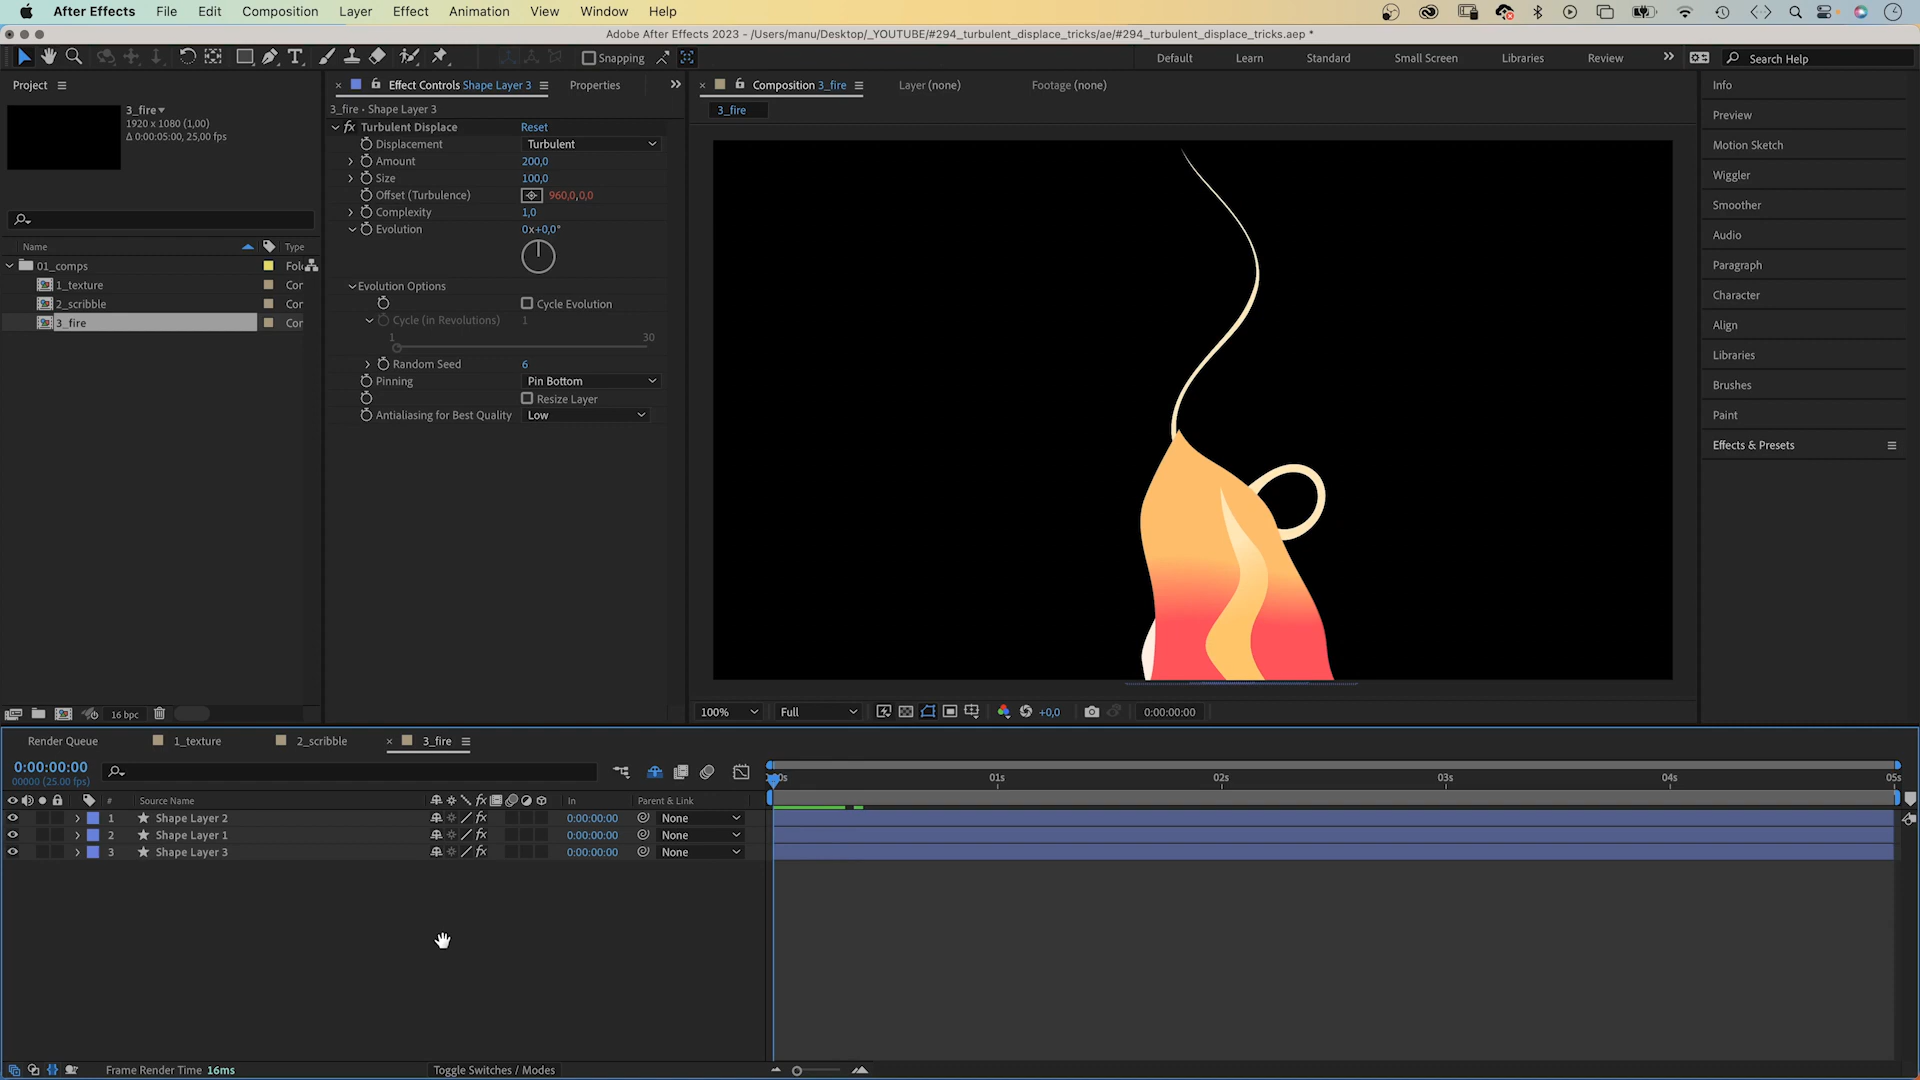 After Effects File Edit Composition Layer Effect Animation View Window Help
Adobe After Effects 2023 - /Users/manu/Desktop/_YOUTUBE/#294_turbulent_displace_tricks/ae/#294_turbulent_displace_tricks.aep *
Snapping Default Learn Standard Small Screen Libraries Review Search Help
Project
3_fire
1920 x 1080 (1,00)
Δ 0:00:05:00, 25,00 fps
Name Type
01_comps
1_texture Cor
2_scribble Cor
3_fire Cor
16 bpc
Effect Controls Shape Layer 3 Properties
3_fire • Shape Layer 3
fx Turbulent Displace Reset
Displacement Turbulent
Amount 200,0
Size 100,0
Offset (Turbulence) 960,0,0,0
Complexity 1,0
Evolution 0x+0,0°
Evolution Options
Cycle Evolution
Cycle (in Revolutions) 1
1 30
Random Seed 6
Pinning Pin Bottom
Resize Layer
Antialiasing for Best Quality Low
Composition 3_fire Layer (none) Footage (none)
3_fire
100% Full +0,0 0:00:00:00
Info
Preview
Motion Sketch
Wiggler
Smoother
Audio
Paragraph
Character
Align
Libraries
Brushes
Paint
Effects & Presets
Render Queue 1_texture 2_scribble 3_fire
0:00:00:00
00000 (25.00 fps)
01s 02s 03s 04s 05s
# Source Name fx In Parent & Link
1 Shape Layer 2 fx 0:00:00:00 None
2 Shape Layer 1 fx 0:00:00:00 None
3 Shape Layer 3 fx 0:00:00:00 None
Frame Render Time 16ms Toggle Switches / Modes